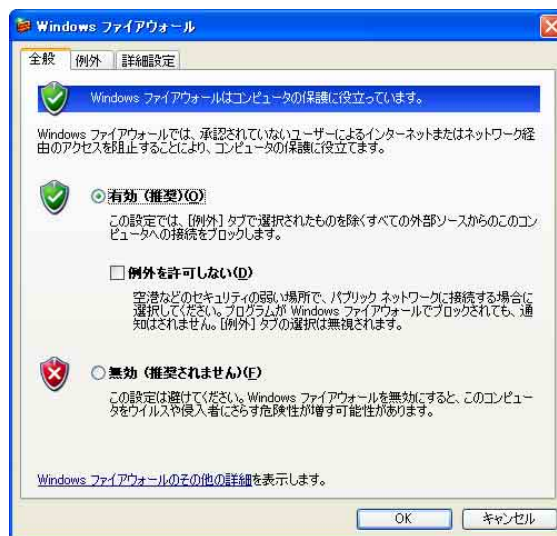 Windows ファイアウォール
全般 例外 詳細設定
Windows ファイアウォールはコンピュータの保護に役立っています。
Windows ファイアウォールでは、承認されていないユーザーによるインターネットまたはネットワーク経
由のアクセスを阻止することにより、コンピュータの保護に役立てます。
有効 (推奨)(O)
この設定では、[例外] タブで選択されたものを除くすべての外部ソースからのこのコン
ピュータへの接続をブロックします。
例外を許可しない(D)
空港などのセキュリティの弱い場所で、パブリック ネットワークに接続する場合に
選択してください。プログラムが Windows ファイアウォールでブロックされても、通
知はされません。[例外] タブの選択は無視されます。
無効 (推奨されません)(F)
この設定は避けてください。Windows ファイアウォールを無効にすると、このコンピュー
タをウイルスや侵入者にさらす危険性が増す可能性があります。
Windows ファイアウォールのその他の詳細を表示します。
OK キャンセル